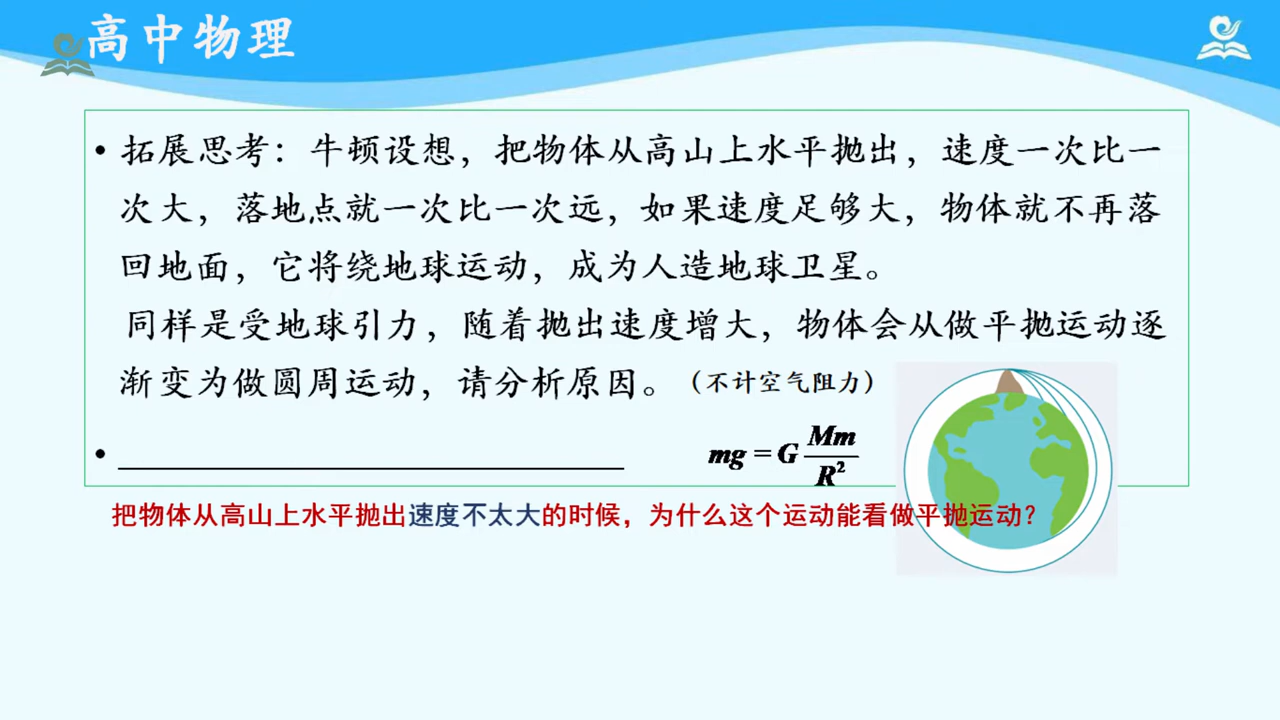 高中物理
• 拓展思考：牛顿设想，把物体从高山上水平抛出，速度一次比一
次大，落地点就一次比一次远，如果速度足够大，物体就不再落
回地面，它将绕地球运动，成为人造地球卫星。
同样是受地球引力，随着抛出速度增大，物体会从做平抛运动逐
渐变为做圆周运动，请分析原因。（不计空气阻力）
• ______________________________ mg = G Mm/R²
把物体从高山上水平抛出速度不太大的时候，为什么这个运动能看做平抛运动？